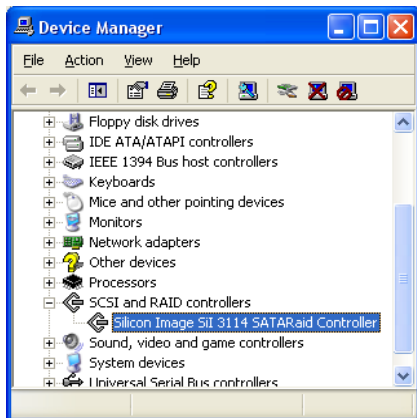 Device Manager
File Action View Help
Floppy disk drives
IDE ATA/ATAPI controllers
IEEE 1394 Bus host controllers
Keyboards
Mice and other pointing devices
Monitors
Network adapters
Other devices
Processors
SCSI and RAID controllers
Silicon Image SiI 3114 SATARaid Controller
Sound, video and game controllers
System devices
Universal Serial Bus controllers